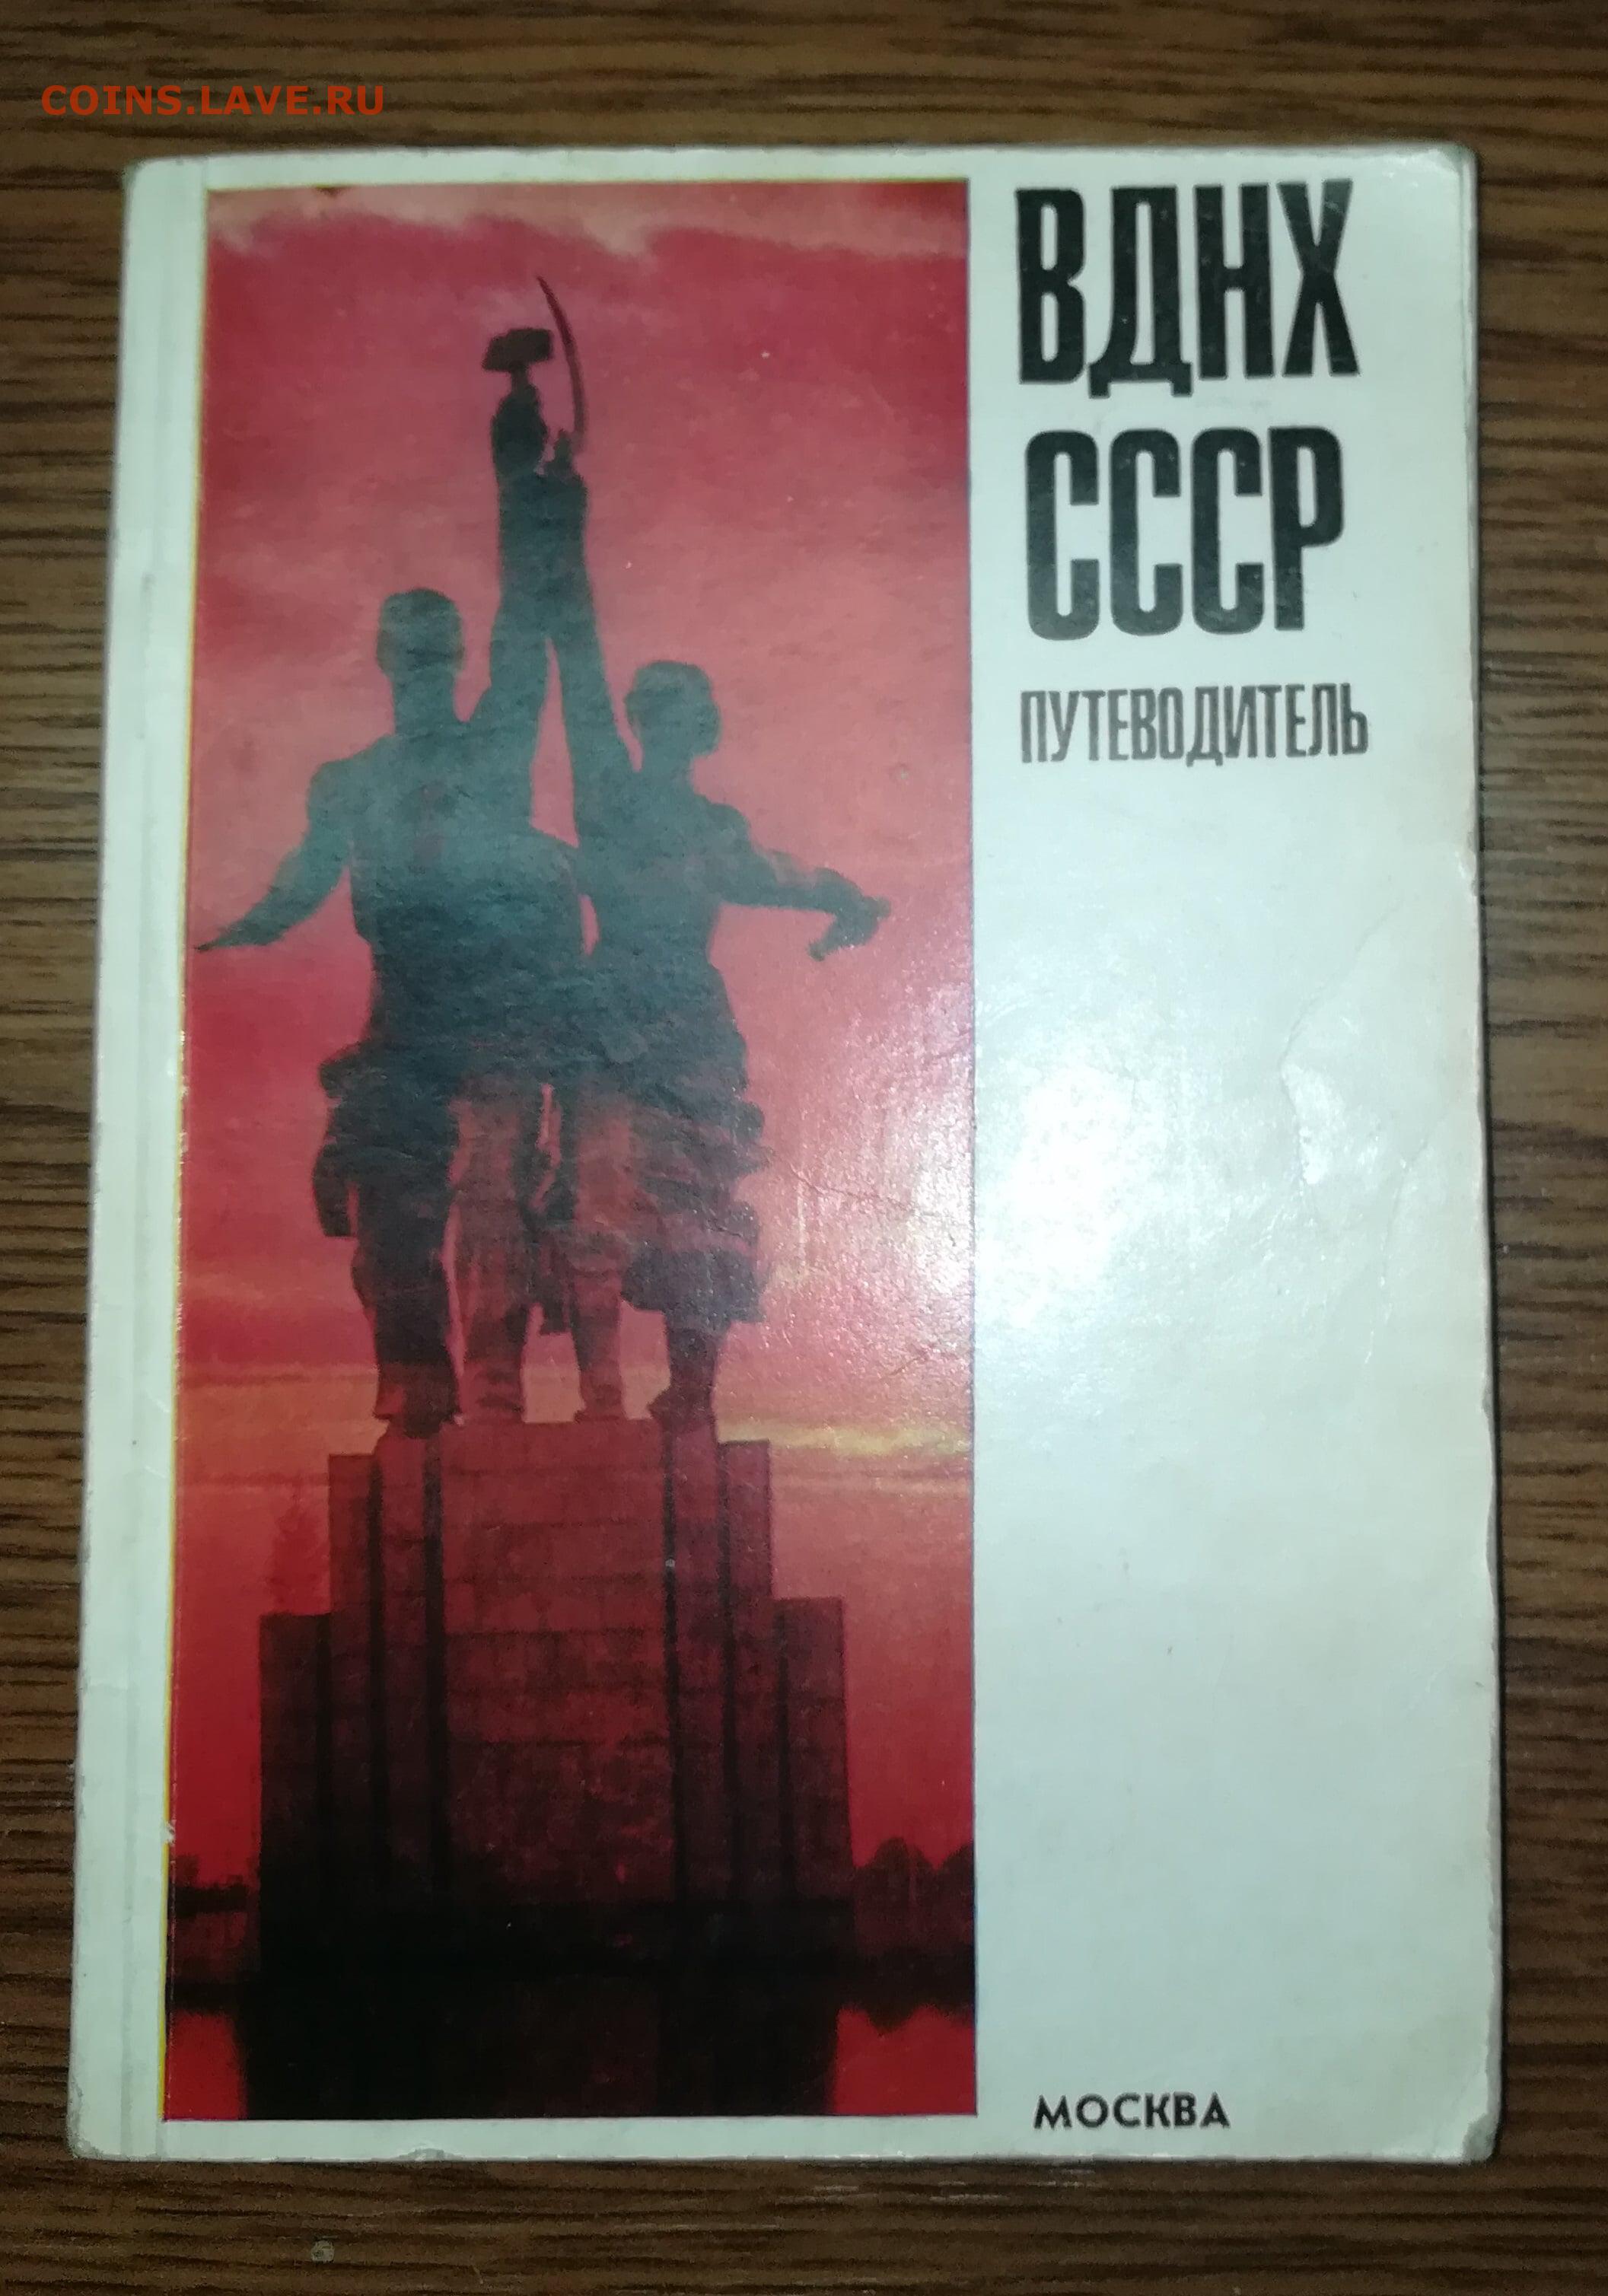 COINS.LAVE.RU
ВДНХ
СССР
ПУТЕВОДИТЕЛЬ
МОСКВА